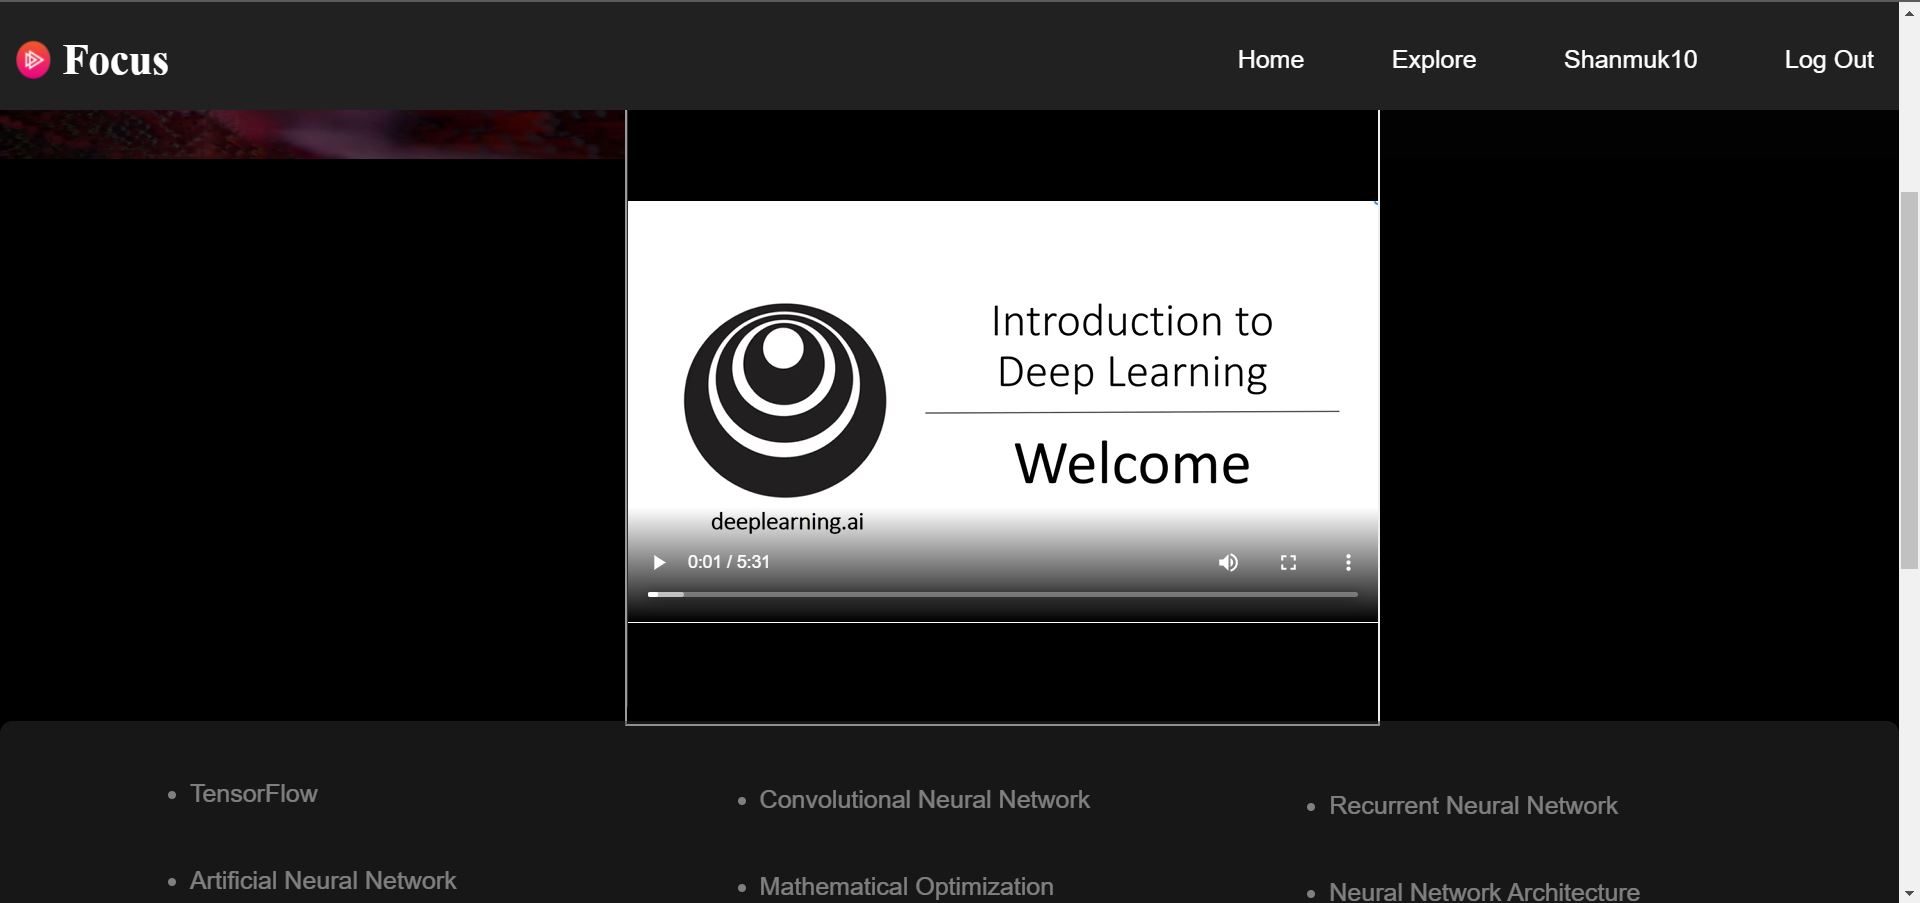 Focus
Home
Explore
Shanmuk10
Log Out
Introduction to
Deep Learning
Welcome
deeplearning.ai
0:01 / 5:31
TensorFlow
Convolutional Neural Network
Recurrent Neural Network
Artificial Neural Network
Mathematical Optimization
Neural Network Architecture